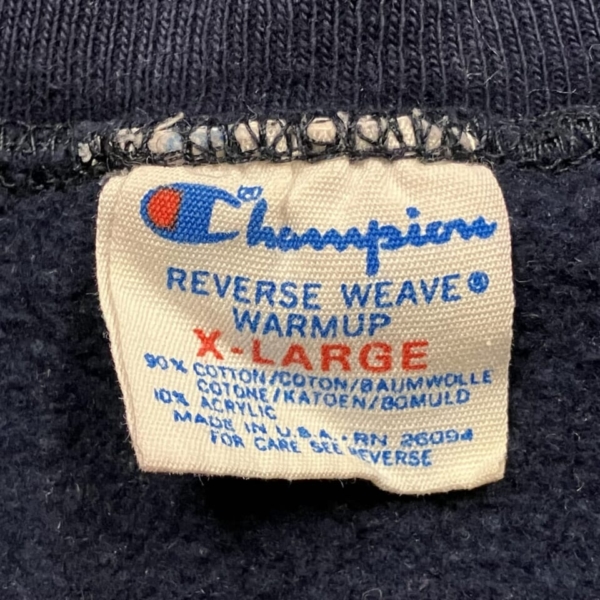 Champion®
REVERSE WEAVE®
WARMUP
X-LARGE
90% COTTON/COTON/BAUMWOLLE
COTONE/KATOEN/BOMULD
10% ACRYLIC
MADE IN U.S.A.-RN 26094
FOR CARE SEE REVERSE